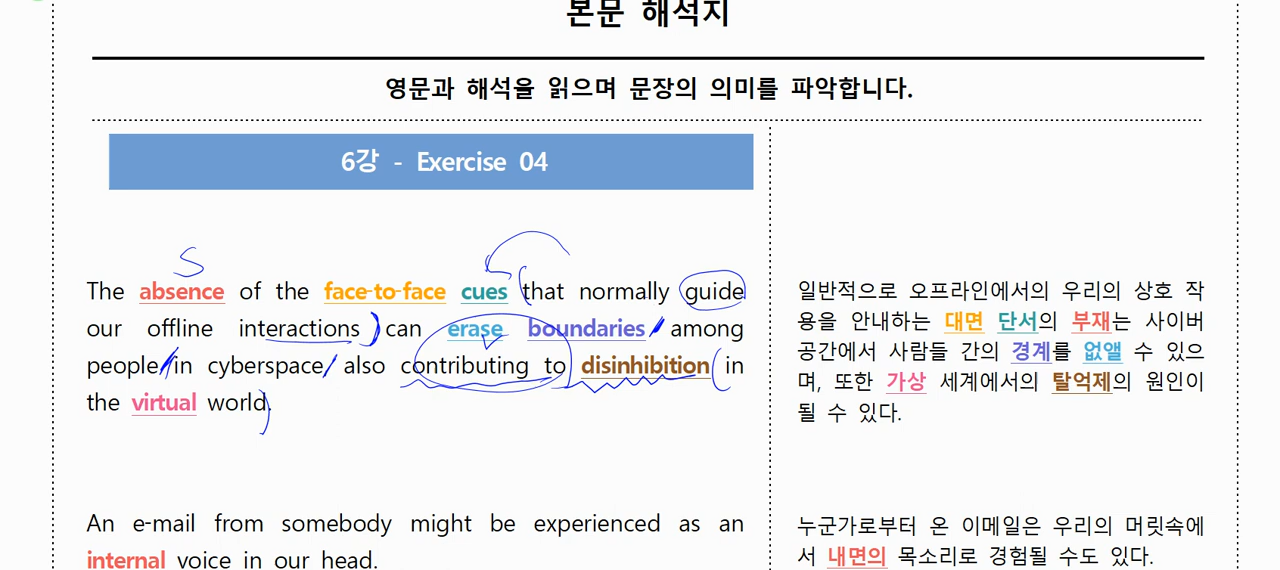 본문 해석지
영문과 해석을 읽으며 문장의 의미를 파악합니다.
6강 - Exercise 04
S
The absence of the face-to-face cues that normally guide
our offline interactions can erase boundaries among
people in cyberspace also contributing to disinhibition in
the virtual world.
An e-mail from somebody might be experienced as an
internal voice in our head.
일반적으로 오프라인에서의 우리의 상호 작
용을 안내하는 대면 단서의 부재는 사이버
공간에서 사람들 간의 경계를 없앨 수 있으
며, 또한 가상 세계에서의 탈억제의 원인이
될 수 있다.
누군가로부터 온 이메일은 우리의 머릿속에
서 내면의 목소리로 경험될 수도 있다.